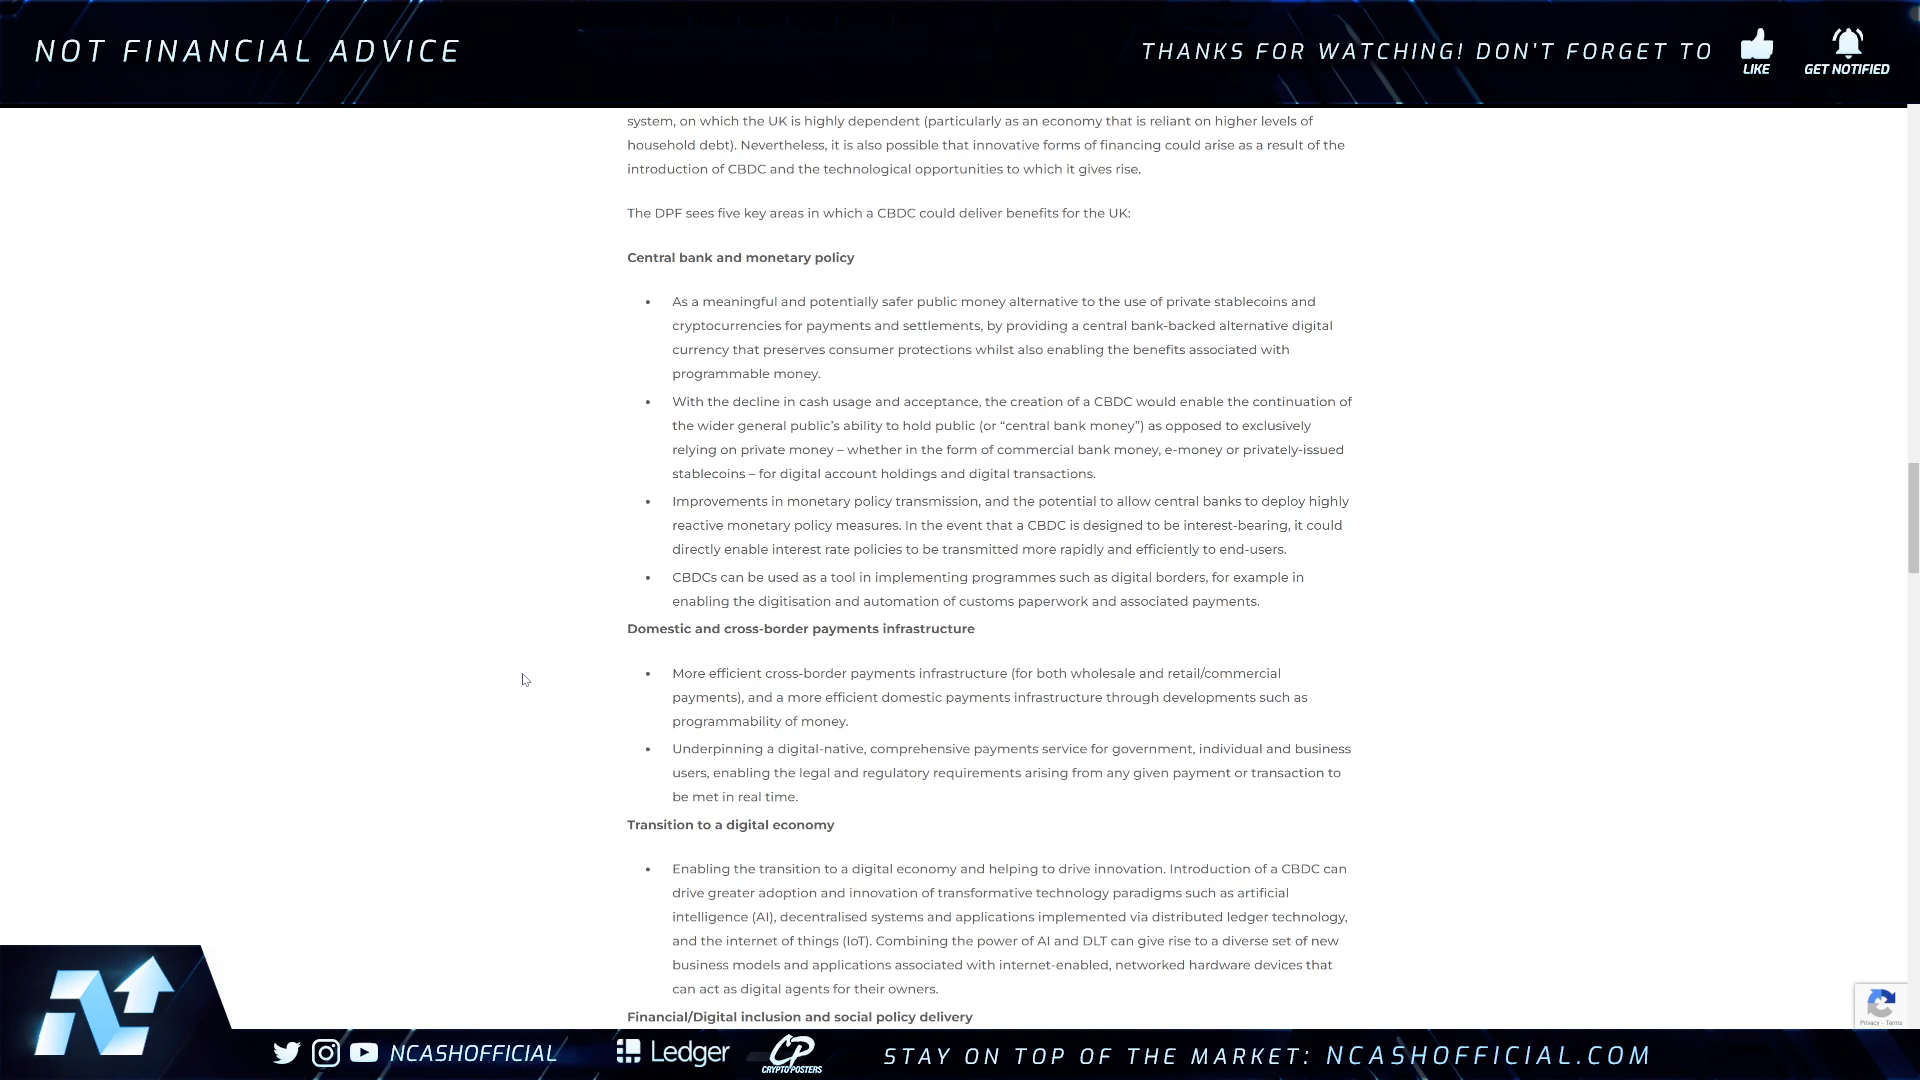 NOT FINANCIAL ADVICE
THANKS FOR WATCHING! DON'T FORGET TO
LIKE
GET NOTIFIED
system, on which the UK is highly dependent (particularly as an economy that is reliant on higher levels of
household debt). Nevertheless, it is also possible that innovative forms of financing could arise as a result of the
introduction of CBDC and the technological opportunities to which it gives rise.
The DPF sees five key areas in which a CBDC could deliver benefits for the UK:
Central bank and monetary policy
• As a meaningful and potentially safer public money alternative to the use of private stablecoins and
cryptocurrencies for payments and settlements, by providing a central bank-backed alternative digital
currency that preserves consumer protections whilst also enabling the benefits associated with
programmable money.
• With the decline in cash usage and acceptance, the creation of a CBDC would enable the continuation of
the wider general public’s ability to hold public (or “central bank money”) as opposed to exclusively
relying on private money – whether in the form of commercial bank money, e-money or privately-issued
stablecoins – for digital account holdings and digital transactions.
• Improvements in monetary policy transmission, and the potential to allow central banks to deploy highly
reactive monetary policy measures. In the event that a CBDC is designed to be interest-bearing, it could
directly enable interest rate policies to be transmitted more rapidly and efficiently to end-users.
• CBDCs can be used as a tool in implementing programmes such as digital borders, for example in
enabling the digitisation and automation of customs paperwork and associated payments.
Domestic and cross-border payments infrastructure
• More efficient cross-border payments infrastructure (for both wholesale and retail/commercial
payments), and a more efficient domestic payments infrastructure through developments such as
programmability of money.
• Underpinning a digital-native, comprehensive payments service for government, individual and business
users, enabling the legal and regulatory requirements arising from any given payment or transaction to
be met in real time.
Transition to a digital economy
• Enabling the transition to a digital economy and helping to drive innovation. Introduction of a CBDC can
drive greater adoption and innovation of transformative technology paradigms such as artificial
intelligence (AI), decentralised systems and applications implemented via distributed ledger technology,
and the internet of things (IoT). Combining the power of AI and DLT can give rise to a diverse set of new
business models and applications associated with internet-enabled, networked hardware devices that
can act as digital agents for their owners.
Financial/Digital inclusion and social policy delivery
Privacy - Terms
NCASHOFFICIAL
Ledger
CP
CRYPTOPOSTERS
STAY ON TOP OF THE MARKET: NCASHOFFICIAL.COM